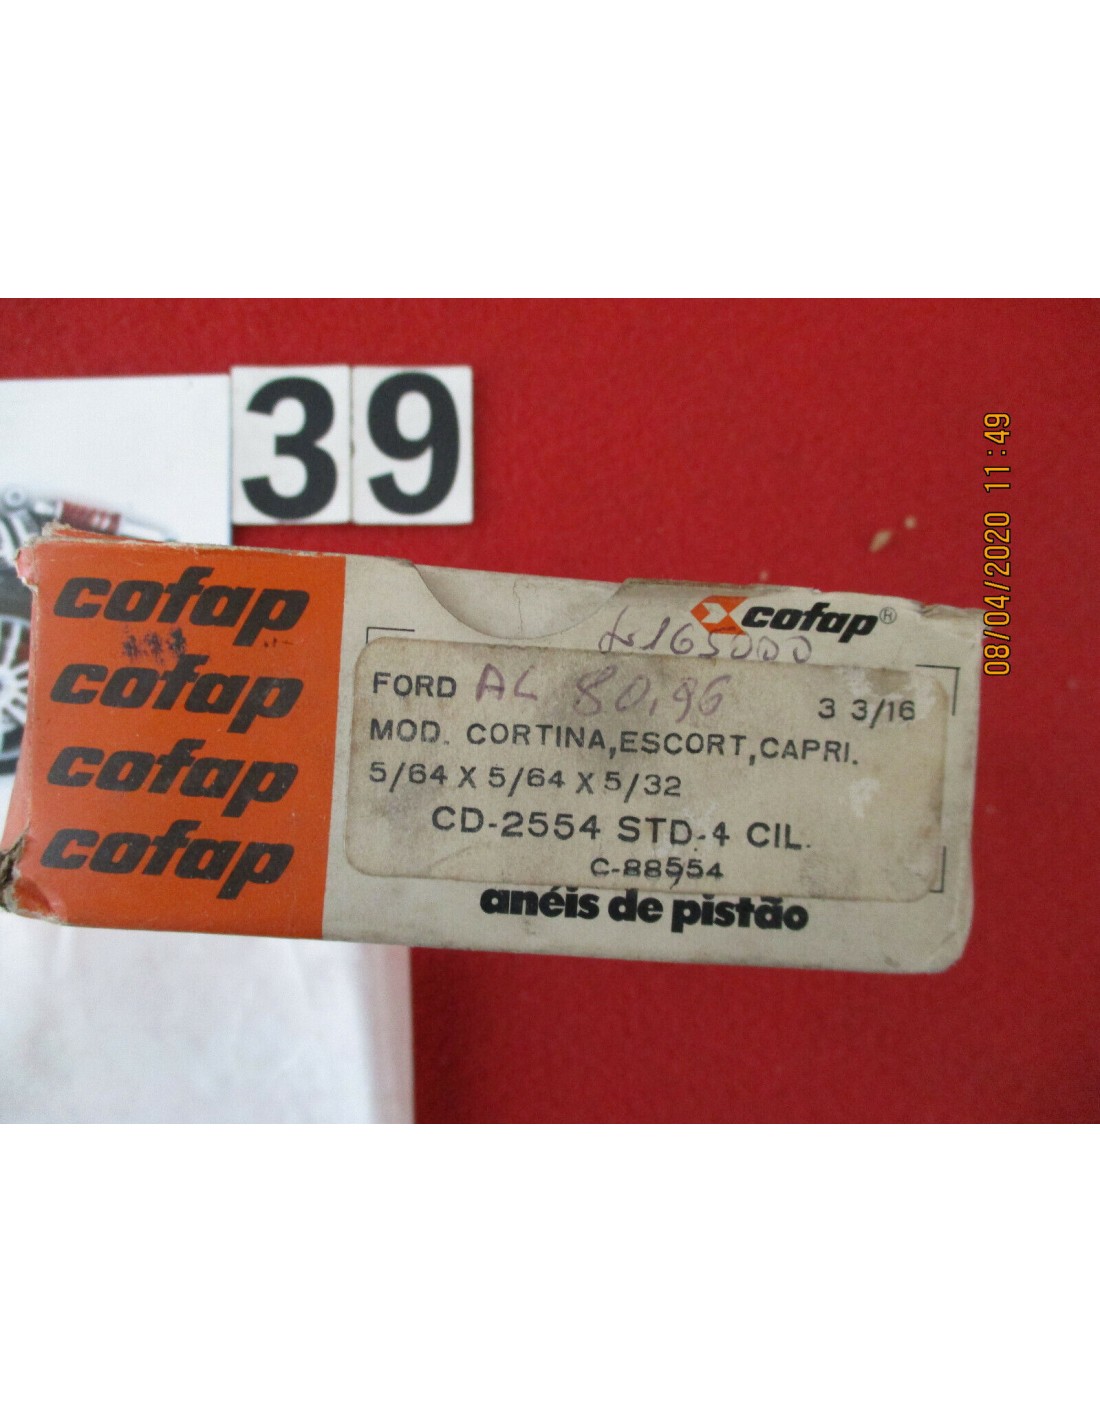 39
08/04/2020 11:49
cofap
cofap
cofap
cofap
cofap®
165000
FORD AL 80,96 3 3/16
MOD. CORTINA,ESCORT,CAPRI.
5/64 X 5/64 X 5/32
CD-2554 STD-4 CIL.
C-88554
anéis de pistão